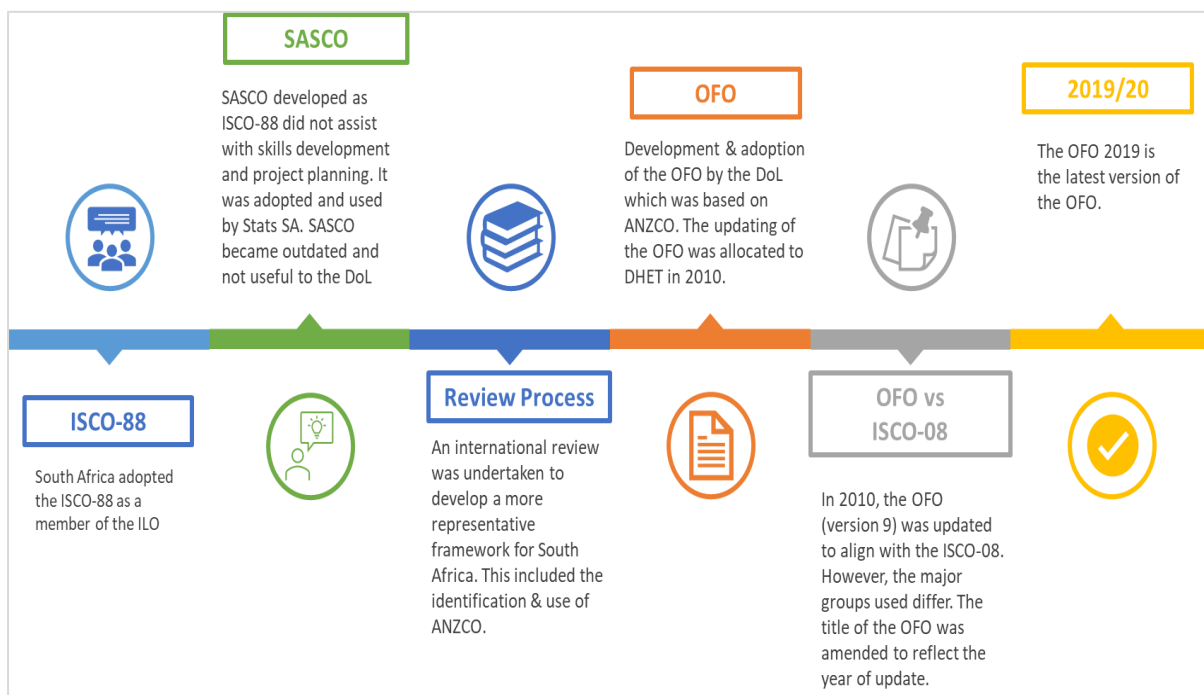 ISCO-88
South Africa adopted
the ISCO-88 as a
member of the ILO
SASCO
SASCO developed as
ISCO-88 did not assist
with skills development
and project planning. It
was adopted and used
by Stats SA. SASCO
became outdated and
not useful to the DoL
Review Process
An international review
was undertaken to
develop a more
representative
framework for South
Africa. This included the
identification & use of
ANZCO.
OFO
Development & adoption
of the OFO by the DoL
which was based on
ANZCO. The updating of
the OFO was allocated to
DHET in 2010.
OFO vs
ISCO-08
In 2010, the OFO
(version 9) was updated
to align with the ISCO-08.
However, the major
groups used differ. The
title of the OFO was
amended to reflect the
year of update.
2019/20
The OFO 2019 is
the latest version of
the OFO.